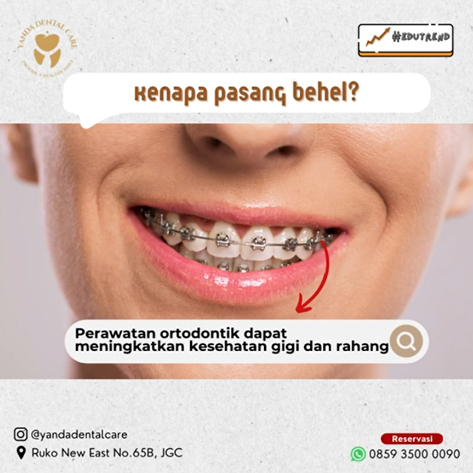 YANDA DENTAL CARE
#EDUTREND
Kenapa pasang behel?
Perawatan ortodontik dapat
meningkatkan kesehatan gigi dan rahang
@yandadentalcare
Ruko New East No.65B, JGC
Reservasi
0859 3500 0090